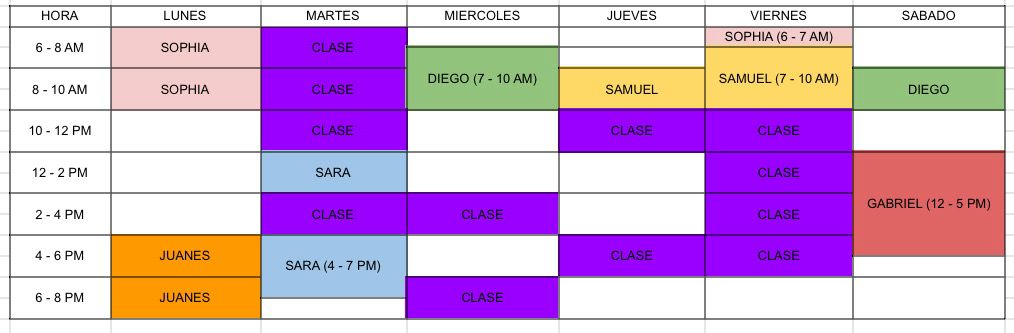 HORA LUNES MARTES MIERCOLES JUEVES VIERNES SABADO
SOPHIA (6 - 7 AM)
6 - 8 AM SOPHIA CLASE
DIEGO (7 - 10 AM) SAMUEL (7 - 10 AM)
8 - 10 AM SOPHIA CLASE SAMUEL DIEGO
10 - 12 PM CLASE CLASE CLASE
12 - 2 PM SARA CLASE
GABRIEL (12 - 5 PM)
2 - 4 PM CLASE CLASE CLASE
4 - 6 PM JUANES CLASE CLASE
SARA (4 - 7 PM)
6 - 8 PM JUANES CLASE